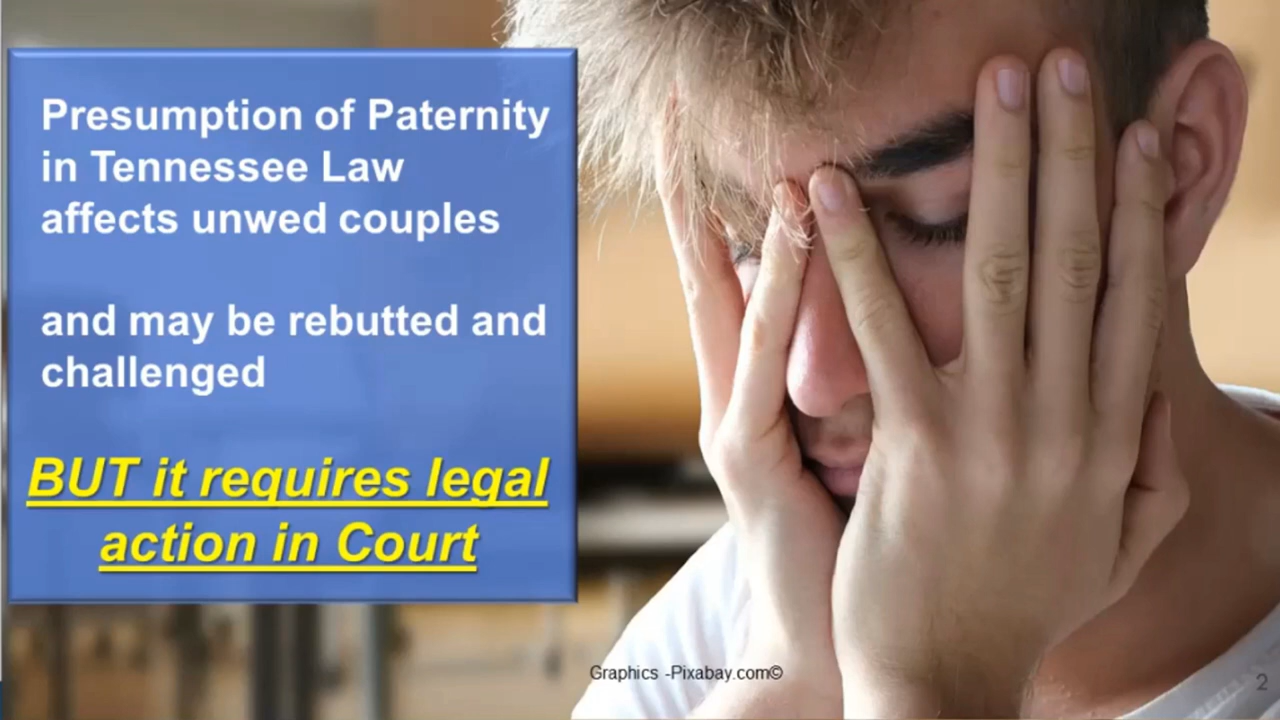 Presumption of Paternity
in Tennessee Law
affects unwed couples
and may be rebutted and
challenged
BUT it requires legal
action in Court
Graphics -Pixabay.com©
2